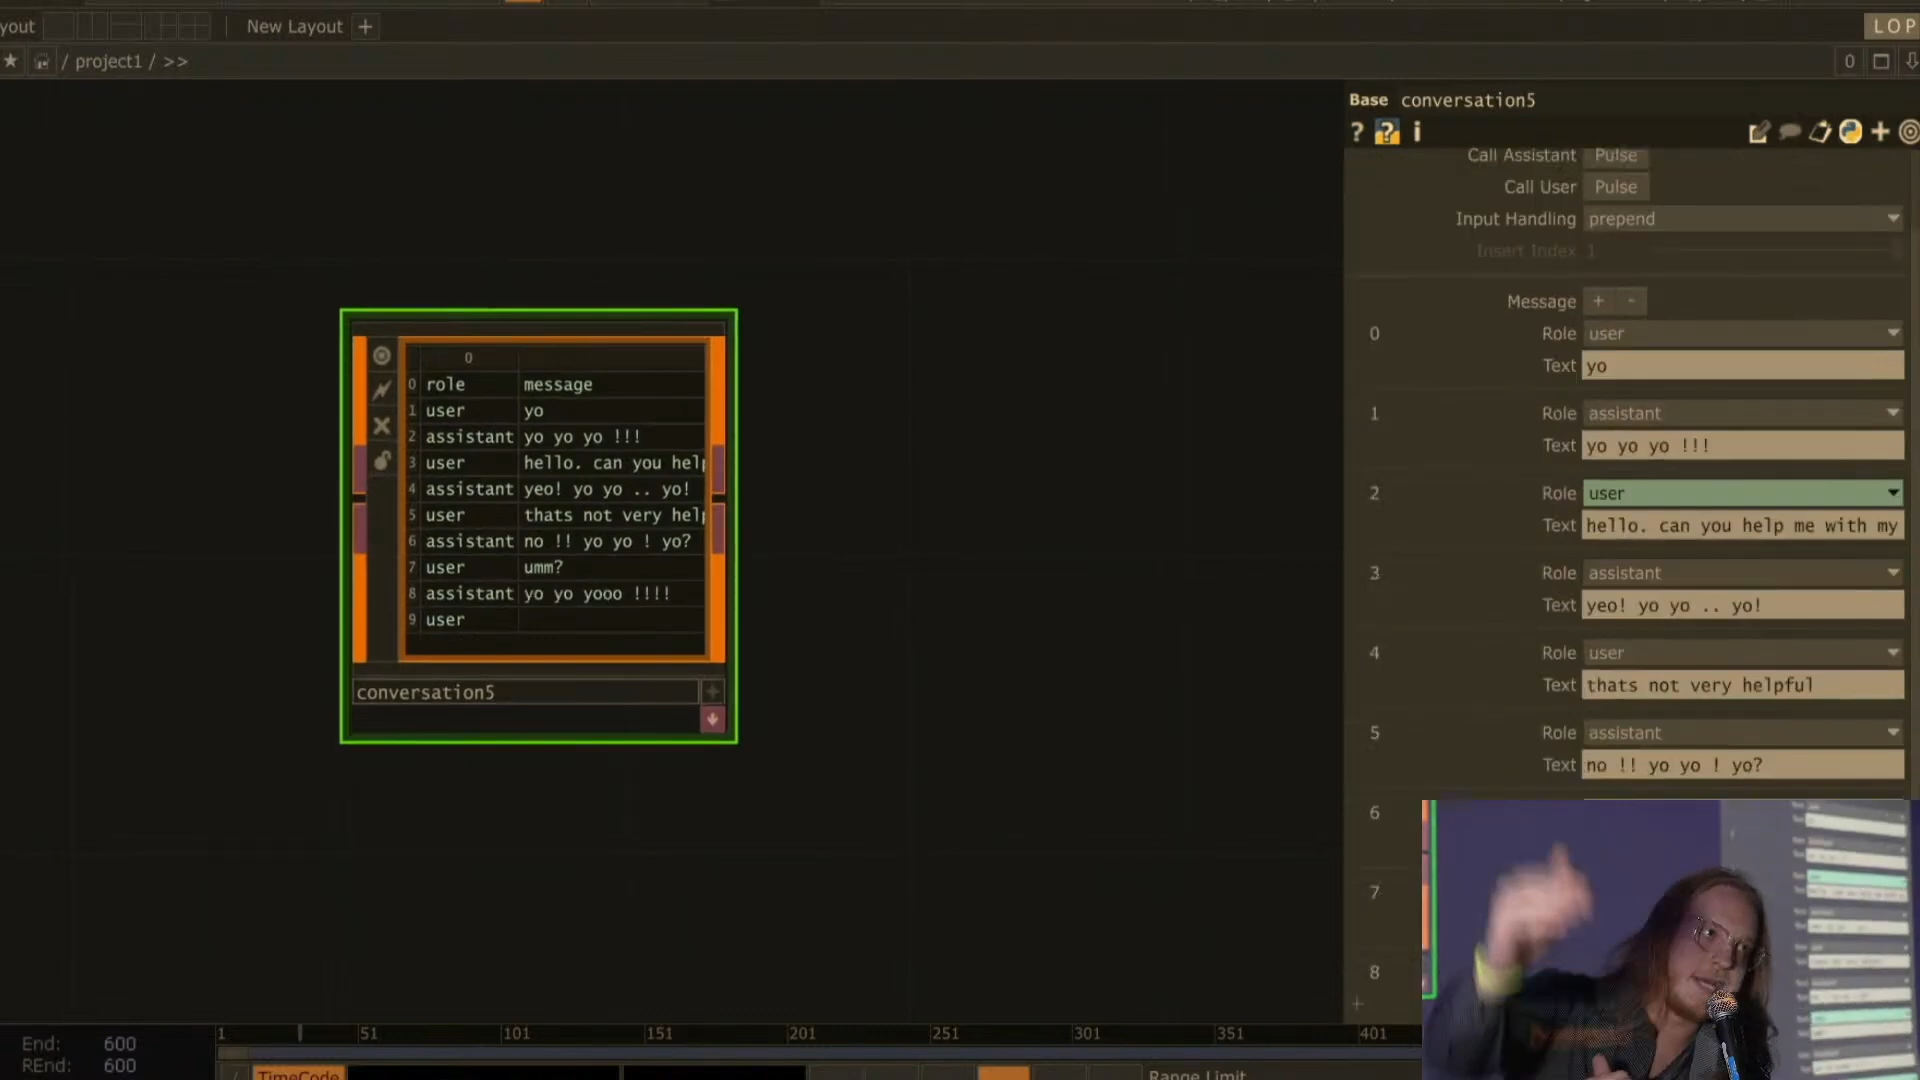 yout
New Layout +
LOP
/ project1 / >>
0
Base conversation5
? ? i
Call Assistant Pulse
Call User Pulse
Input Handling prepend
Insert Index 1
Message + -
0 Role user
Text yo
1 Role assistant
Text yo yo yo !!!
2 Role user
Text hello. can you help me with my
3 Role assistant
Text yeo! yo yo .. yo!
4 Role user
Text thats not very helpful
5 Role assistant
Text no !! yo yo ! yo?
6
7
8
0
0 role message
1 user yo
2 assistant yo yo yo !!!
3 user hello. can you help
4 assistant yeo! yo yo .. yo!
5 user thats not very help
6 assistant no !! yo yo ! yo?
7 user umm?
8 assistant yo yo yooo !!!!
9 user
conversation5
End: 600
REnd: 600
1 51 101 151 201 251 301 351 401
TimeCode
Range Limit